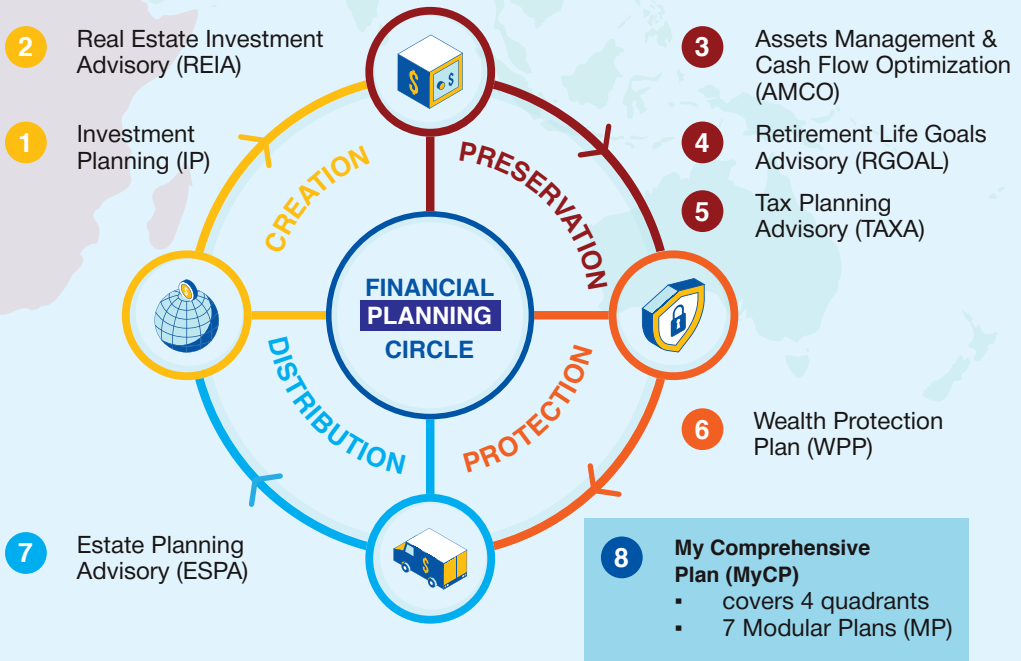 2
Real Estate Investment
Advisory (REIA)
1
Investment
Planning (IP)
3
Assets Management &
Cash Flow Optimization
(AMCO)
4
Retirement Life Goals
Advisory (RGOAL)
5
Tax Planning
Advisory (TAXA)
$
$
CREATION
PRESERVATION
FINANCIAL
PLANNING
CIRCLE
DISTRIBUTION
PROTECTION
6
Wealth Protection
Plan (WPP)
$
7
Estate Planning
Advisory (ESPA)
8
My Comprehensive
Plan (MyCP)
▪ covers 4 quadrants
▪ 7 Modular Plans (MP)